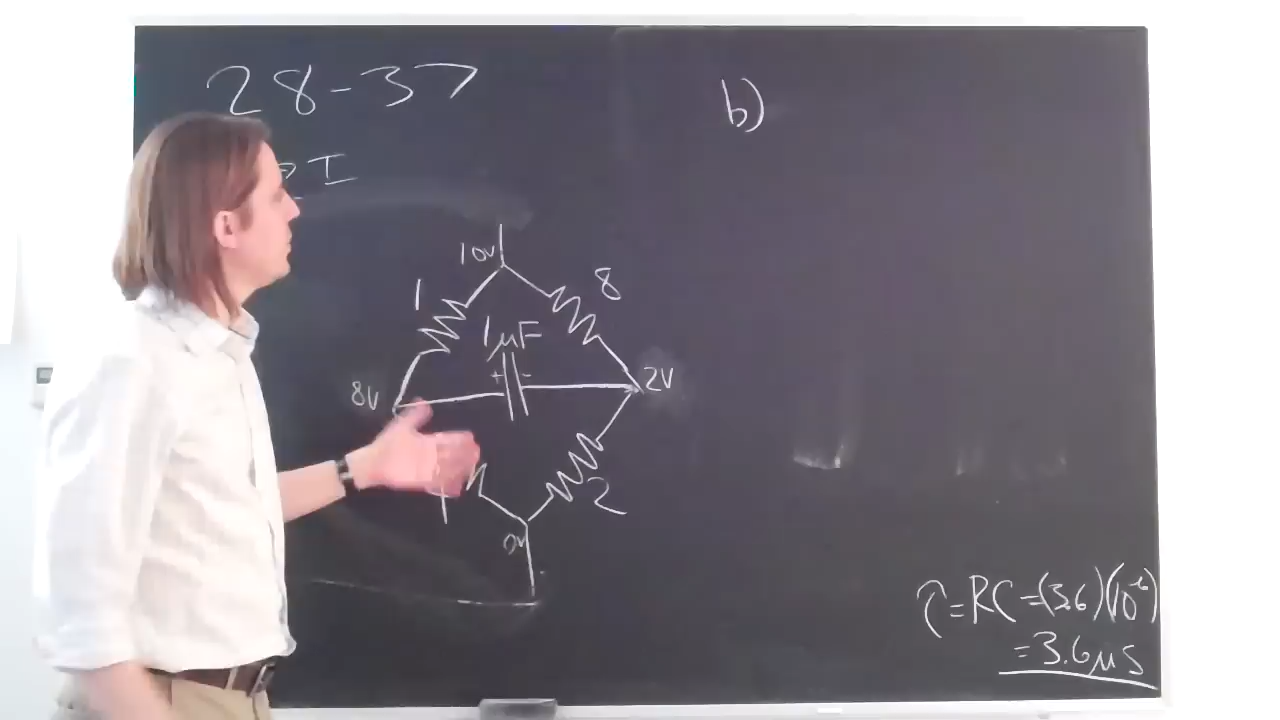 28-37
I
b)
10V
1
8
1μF
+ -
8V
2V
2
0V
τ=RC=(3.6)(10⁻⁶)
=3.6μs